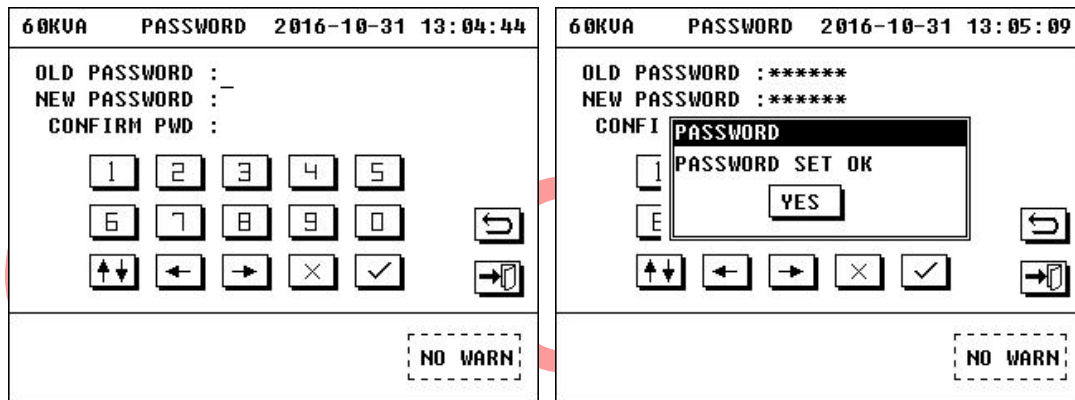 60KVA PASSWORD 2016-10-31 13:04:44
OLD PASSWORD :_
NEW PASSWORD :
CONFIRM PWD :
1 2 3 4 5
6 7 8 9 0
NO WARN
60KVA PASSWORD 2016-10-31 13:05:09
OLD PASSWORD :******
NEW PASSWORD :******
CONFI
PASSWORD
PASSWORD SET OK
YES
1
NO WARN